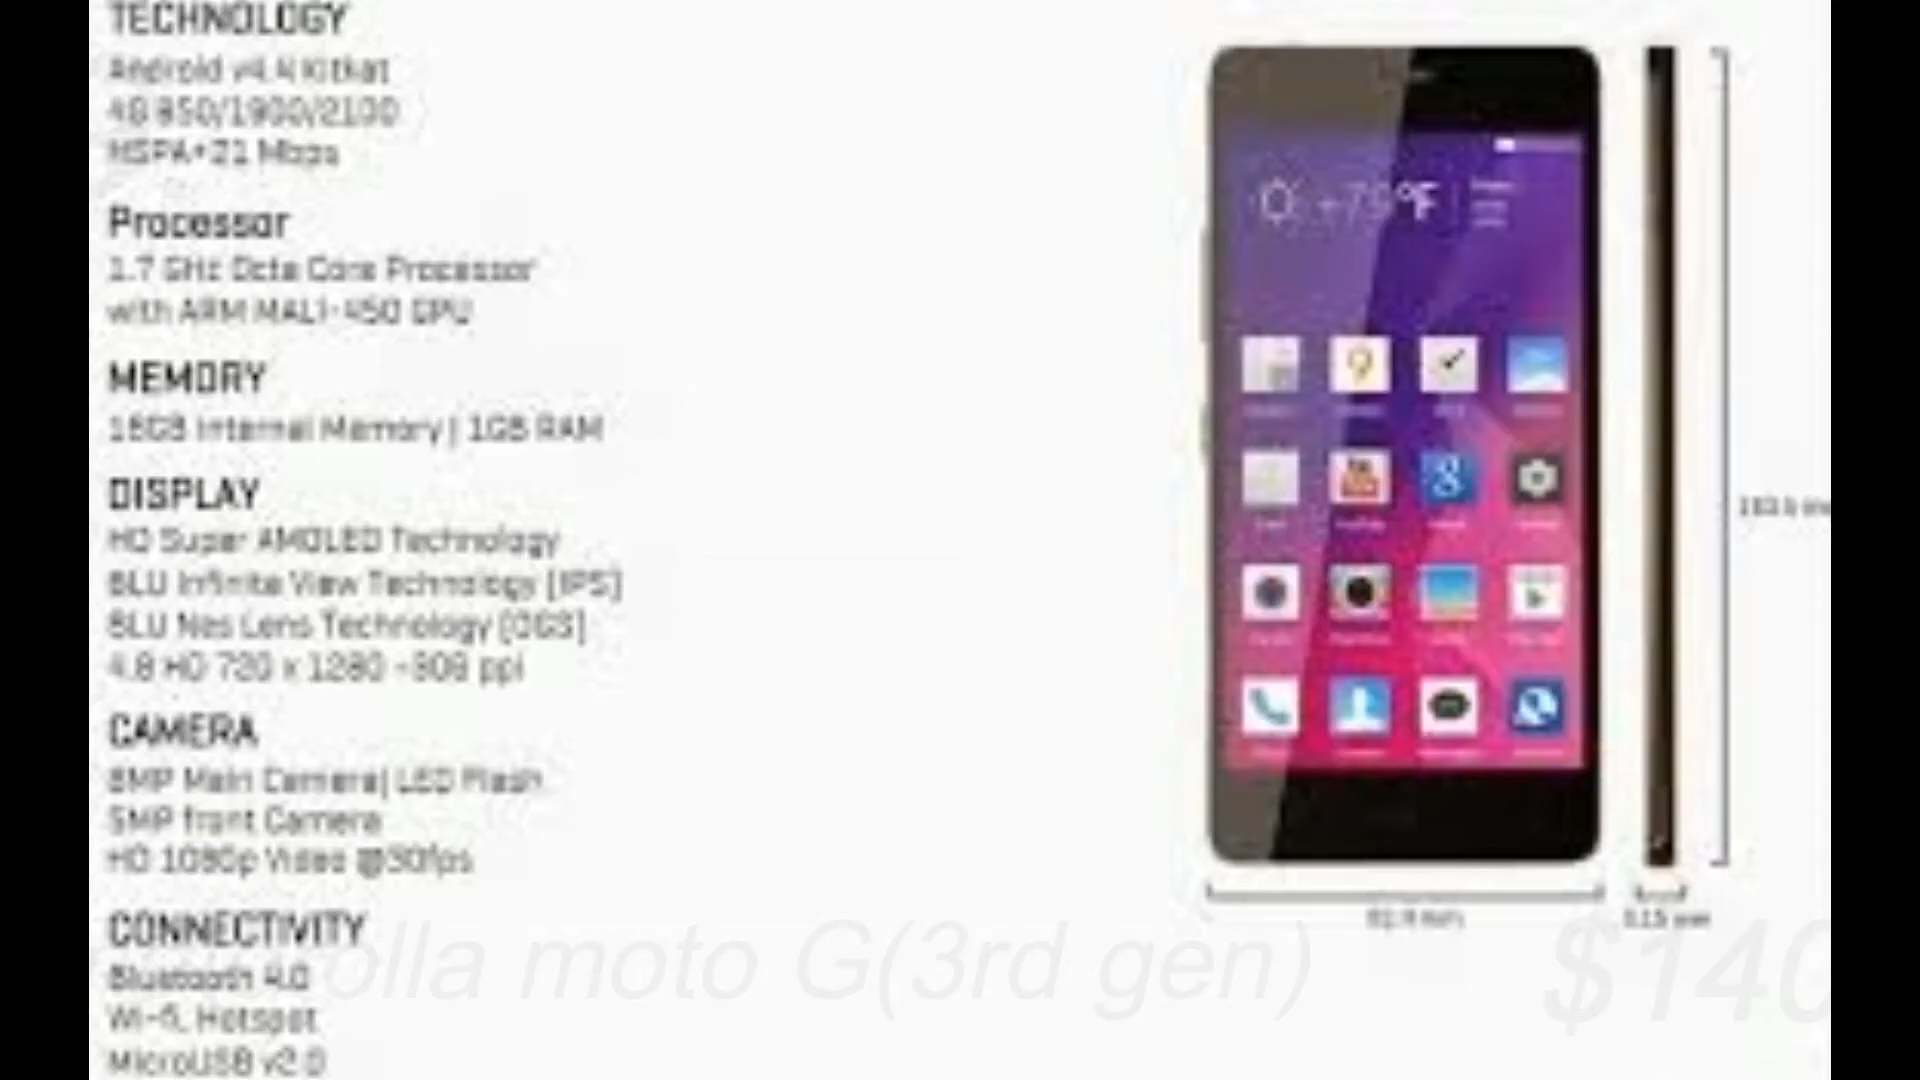 TECHNOLOGY
Android v4.4 Kitkat
4G 850/1900/2100
HSPA+21 Mbps
Processor
1.7 GHz Octa Core Processor
with ARM MALI-450 GPU
MEMORY
16GB Internal Memory| 1GB RAM
DISPLAY
HD Super AMOLED Technology
BLU Infinite View Technology [IPS]
BLU Nex Lens Technology [OGS]
4.8 HD 720 x 1280
CAMERA
8MP Main Camera| LED Flash
5MP front Camera
HD 1080p Video @30fps
CONNECTIVITY
olla moto G(3rd gen)
$140
Bluetooth 4.0
Wi-fi, Hotspot
MicroUSB v2.0
°F